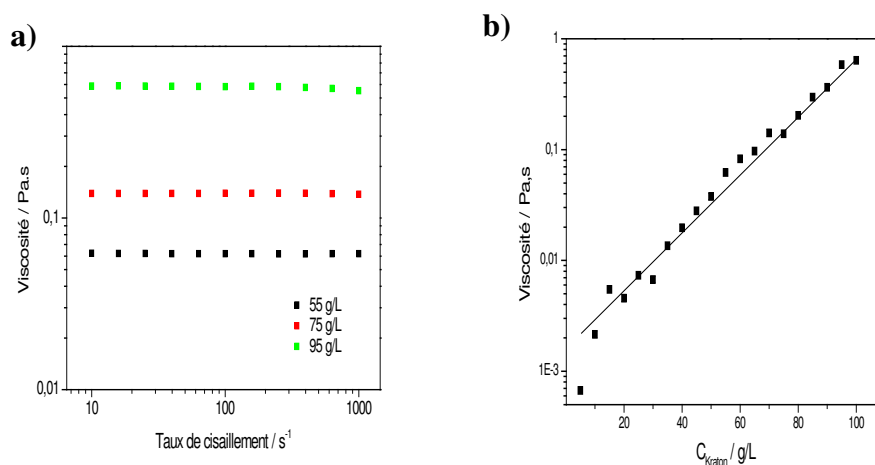 a)
Viscosité / Pa.s
0,1
0,01
10
100
1000
Taux de cisaillement / s⁻¹
55 g/L
75 g/L
95 g/L
b)
Viscosité / Pa,s
1
0,1
0,01
1E-3
20
40
60
80
100
C_Kraton / g/L